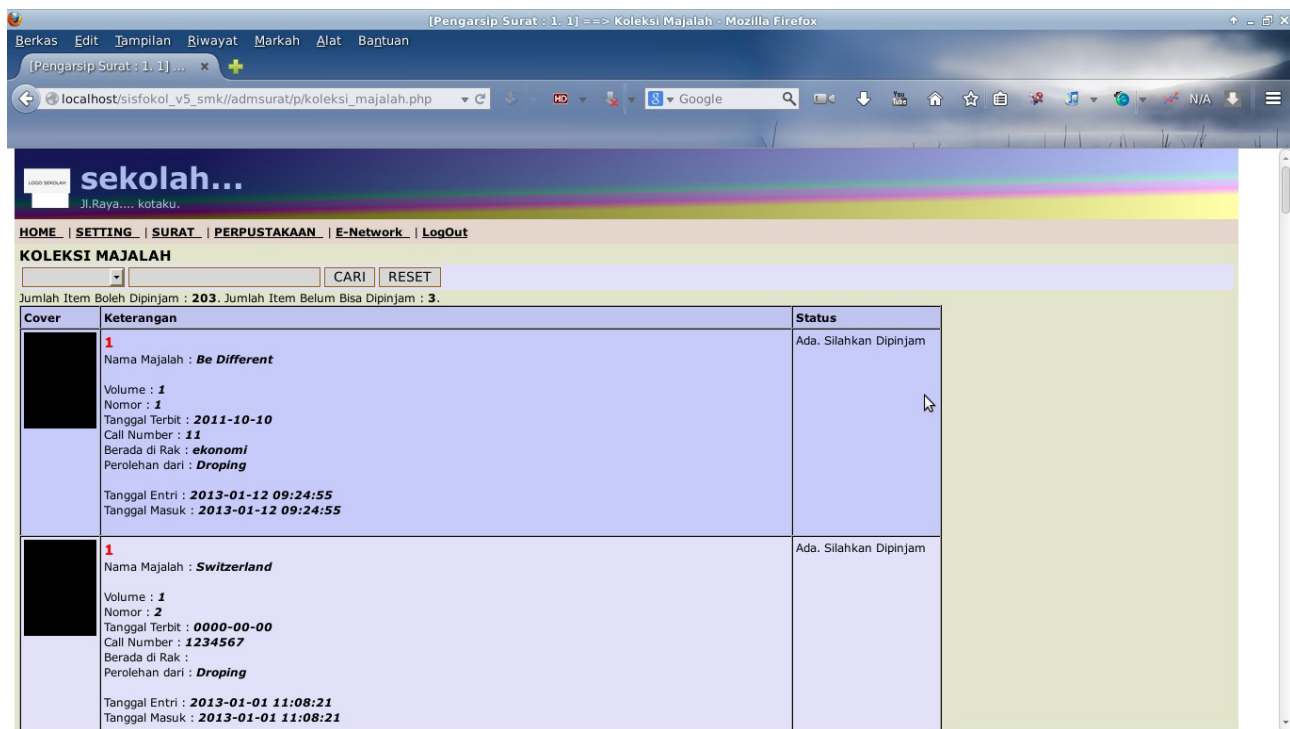 [Pengarsip Surat : 1. 1] ==> Koleksi Majalah - Mozilla Firefox
Berkas Edit Tampilan Riwayat Markah Alat Bantuan
[Pengarsip Surat : 1. 1] ...
localhost/sisfokol_v5_smk//admsurat/p/koleksi_majalah.php HD 8 Google You Tube N/A
LOGO SEKOLAH
sekolah...
Jl.Raya.... kotaku.
HOME | SETTING | SURAT | PERPUSTAKAAN | E-Network | LogOut
KOLEKSI MAJALAH
CARI RESET
Jumlah Item Boleh Dipinjam : 203. Jumlah Item Belum Bisa Dipinjam : 3.
Cover Keterangan Status
1 Ada. Silahkan Dipinjam
Nama Majalah : Be Different
Volume : 1
Nomor : 1
Tanggal Terbit : 2011-10-10
Call Number : 11
Berada di Rak : ekonomi
Perolehan dari : Droping
Tanggal Entri : 2013-01-12 09:24:55
Tanggal Masuk : 2013-01-12 09:24:55
1 Ada. Silahkan Dipinjam
Nama Majalah : Switzerland
Volume : 1
Nomor : 2
Tanggal Terbit : 0000-00-00
Call Number : 1234567
Berada di Rak :
Perolehan dari : Droping
Tanggal Entri : 2013-01-01 11:08:21
Tanggal Masuk : 2013-01-01 11:08:21